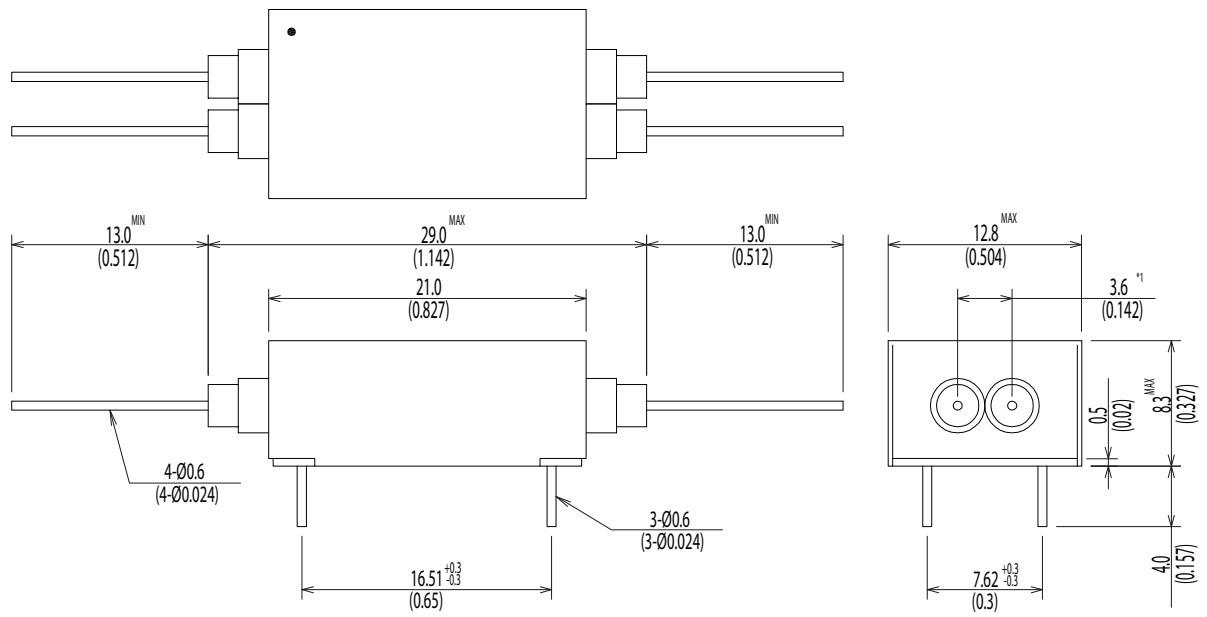 13.0 MIN
(0.512)
29.0 MAX
(1.142)
13.0 MIN
(0.512)
12.8 MAX
(0.504)
21.0
(0.827)
3.6 *1
(0.142)
0.5
(0.02)
8.3 MAX
(0.327)
4-Ø0.6
(4-Ø0.024)
3-Ø0.6
(3-Ø0.024)
4.0
(0.157)
16.51 +0.3 -0.3
(0.65)
7.62 +0.3 -0.3
(0.3)